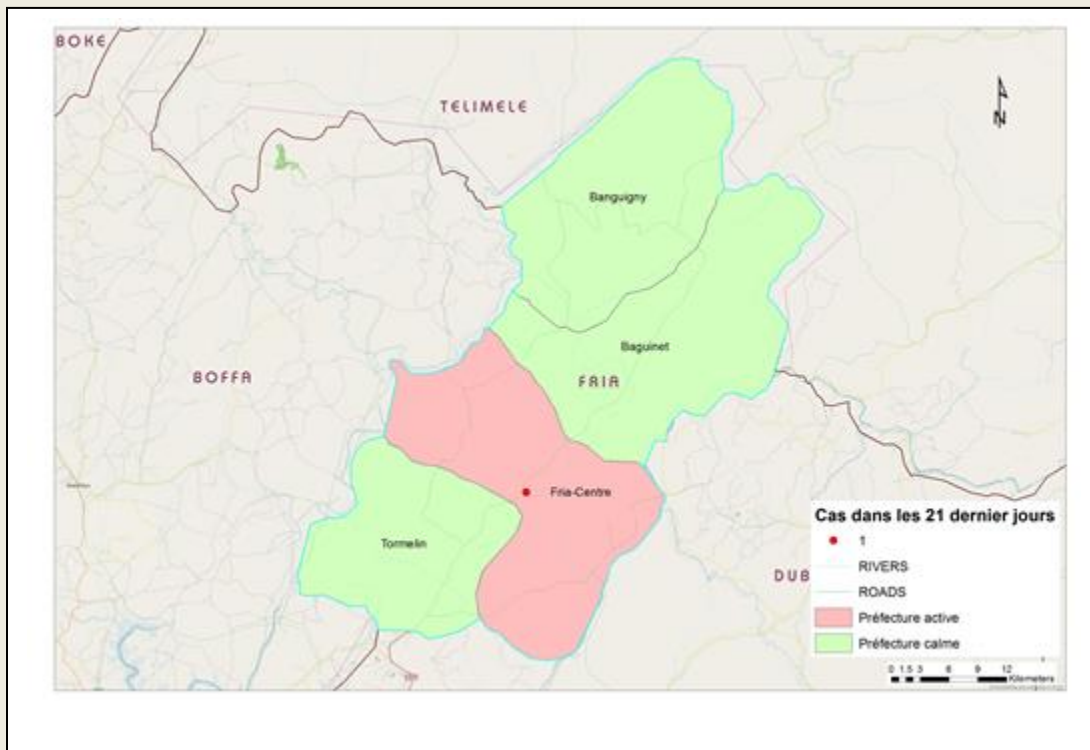 BOKE
TELIMELE
N
Banguigny
Baguinet
FRIA
BOFFA
Fria-Centre
Tormelin
DUB
Cas dans les 21 dernier jours
1
RIVERS
ROADS
Préfecture active
Préfecture calme
0 1.5 3 6 9 12
Kilometers